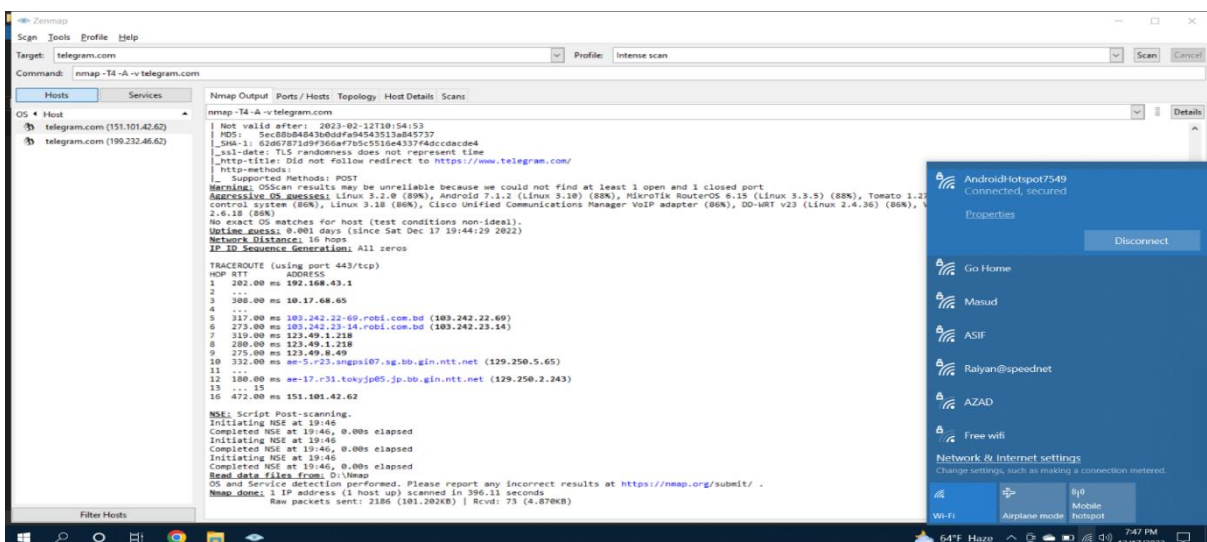 Zenmap
Scan Tools Profile Help
Target: telegram.com Profile: Intense scan Scan Cancel
Command: nmap -T4 -A -v telegram.com
Hosts Services Nmap Output Ports / Hosts Topology Host Details Scans
OS Host nmap -T4 -A -v telegram.com Details
telegram.com (151.101.42.62)
telegram.com (199.232.46.62)
| Not valid after: 2023-02-12T10:54:53
| MD5: 5ec88b84843b0ddfa94543513a845737
|_SHA-1: 62d67871d9f366af7b5c5516e4337f4dccdacde4
|_ssl-date: TLS randomness does not represent time
|_http-title: Did not follow redirect to https://www.telegram.com/
| http-methods:
|_ Supported Methods: POST
Warning: OSScan results may be unreliable because we could not find at least 1 open and 1 closed port
Aggressive OS guesses: Linux 3.2.0 (89%), Android 7.1.2 (Linux 3.10) (88%), MikroTik RouterOS 6.15 (Linux 3.3.5) (88%), Tomato 1.27
control system (86%), Linux 3.18 (86%), Cisco Unified Communications Manager VoIP adapter (86%), DD-WRT v23 (Linux 2.4.36) (86%),
2.6.18 (86%)
No exact OS matches for host (test conditions non-ideal).
Uptime guess: 0.001 days (since Sat Dec 17 19:44:29 2022)
Network Distance: 16 hops
IP ID Sequence Generation: All zeros
TRACEROUTE (using port 443/tcp)
HOP RTT ADDRESS
1 202.00 ms 192.168.43.1
2 ...
3 308.00 ms 10.17.68.65
4 ...
5 317.00 ms 103.242.22-69.robi.com.bd (103.242.22.69)
6 273.00 ms 103.242.23-14.robi.com.bd (103.242.23.14)
7 319.00 ms 123.49.1.218
8 280.00 ms 123.49.1.218
9 275.00 ms 123.49.8.49
10 332.00 ms ae-5.r23.sngpsi07.sg.bb.gin.ntt.net (129.250.5.65)
11 ...
12 180.00 ms ae-17.r31.tokyjp05.jp.bb.gin.ntt.net (129.250.2.243)
13 ... 15
16 472.00 ms 151.101.42.62
NSE: Script Post-scanning.
Initiating NSE at 19:46
Completed NSE at 19:46, 0.00s elapsed
Initiating NSE at 19:46
Completed NSE at 19:46, 0.00s elapsed
Initiating NSE at 19:46
Completed NSE at 19:46, 0.00s elapsed
Read data files from: D:\Nmap
OS and Service detection performed. Please report any incorrect results at https://nmap.org/submit/ .
Nmap done: 1 IP address (1 host up) scanned in 396.11 seconds
Raw packets sent: 2186 (101.202KB) | Rcvd: 73 (4.870KB)
Filter Hosts
AndroidHotspot7549
Connected, secured
Properties
Disconnect
Go Home
Masud
ASIF
Raiyan@speednet
AZAD
Free wifi
Network & Internet settings
Change settings, such as making a connection metered.
Wi-Fi Airplane mode Mobile hotspot
64°F Haze 7:47 PM